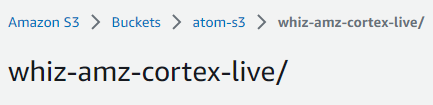 Amazon S3 > Buckets > atom-s3 > whiz-amz-cortex-live/
whiz-amz-cortex-live/